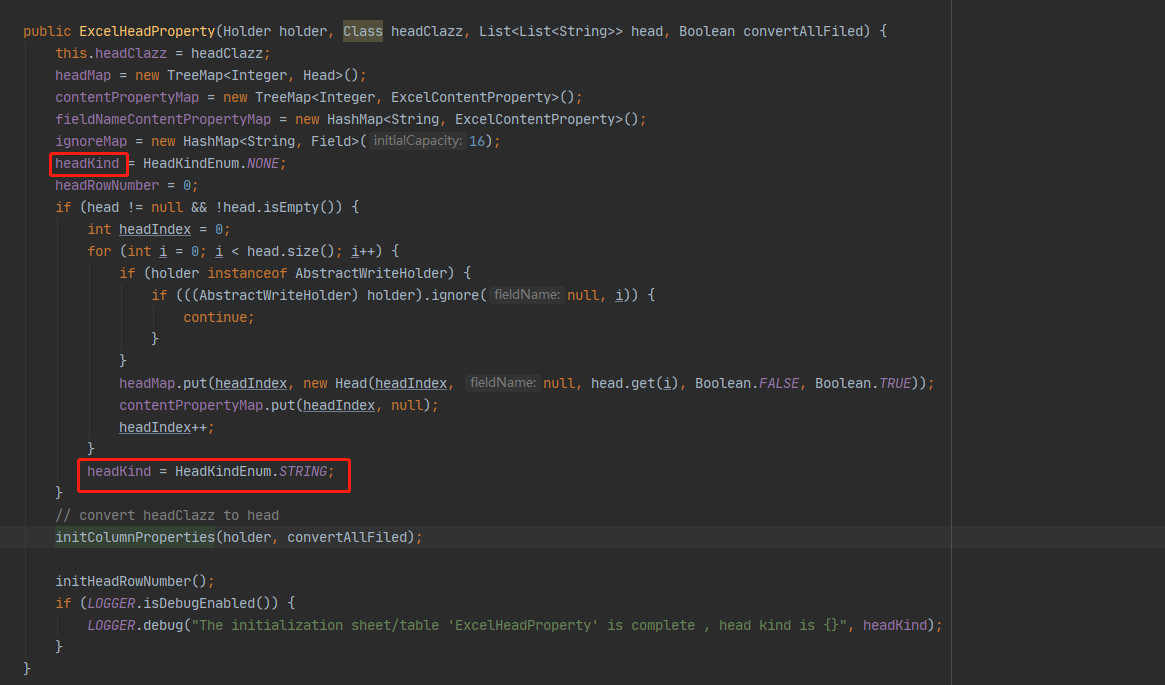 public ExcelHeadProperty(Holder holder, Class headClazz, List<List<String>> head, Boolean convertAllFiled) {
this.headClazz = headClazz;
headMap = new TreeMap<Integer, Head>();
contentPropertyMap = new TreeMap<Integer, ExcelContentProperty>();
fieldNameContentPropertyMap = new HashMap<String, ExcelContentProperty>();
ignoreMap = new HashMap<String, Field>( initialCapacity: 16);
headKind = HeadKindEnum.NONE;
headRowNumber = 0;
if (head != null && !head.isEmpty()) {
int headIndex = 0;
for (int i = 0; i < head.size(); i++) {
if (holder instanceof AbstractWriteHolder) {
if (((AbstractWriteHolder) holder).ignore( fieldName: null, i)) {
continue;
}
}
headMap.put(headIndex, new Head(headIndex, fieldName: null, head.get(i), Boolean.FALSE, Boolean.TRUE));
contentPropertyMap.put(headIndex, null);
headIndex++;
}
headKind = HeadKindEnum.STRING;
}
// convert headClazz to head
initColumnProperties(holder, convertAllFiled);
initHeadRowNumber();
if (LOGGER.isDebugEnabled()) {
LOGGER.debug("The initialization sheet/table 'ExcelHeadProperty' is complete , head kind is {}", headKind);
}
}